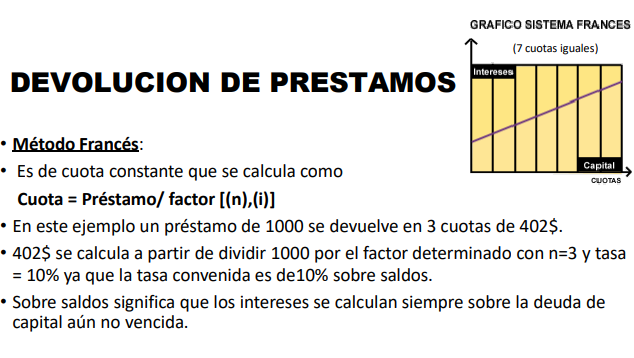 GRAFICO SISTEMA FRANCES
(7 cuotas iguales)
Intereses
Capital
CUOTAS
DEVOLUCION DE PRESTAMOS
• Método Francés:
• Es de cuota constante que se calcula como
Cuota = Préstamo/ factor [(n),(i)]
• En este ejemplo un préstamo de 1000 se devuelve en 3 cuotas de 402$.
• 402$ se calcula a partir de dividir 1000 por el factor determinado con n=3 y tasa
= 10% ya que la tasa convenida es de10% sobre saldos.
• Sobre saldos significa que los intereses se calculan siempre sobre la deuda de
capital aún no vencida.